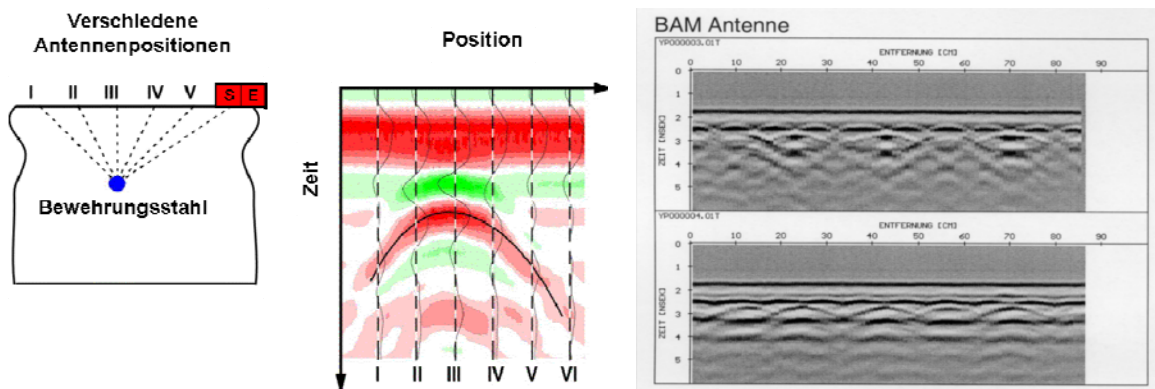 Verschledene
Antennenpositionen
I II III IV V S E
Bewehrungsstahl
Position
Zeit
I II III IV V VI
BAM Antenne
YP000003.01T
ENTFERNUNG [CM]
0 10 20 30 40 50 60 70 80 90
0
1
2
3
4
5
ZEIT [NSEK]
YP000004.01T
ENTFERNUNG [CM]
0 10 20 30 40 50 60 70 80 90
0
1
2
3
4
5
ZEIT [NSEK]